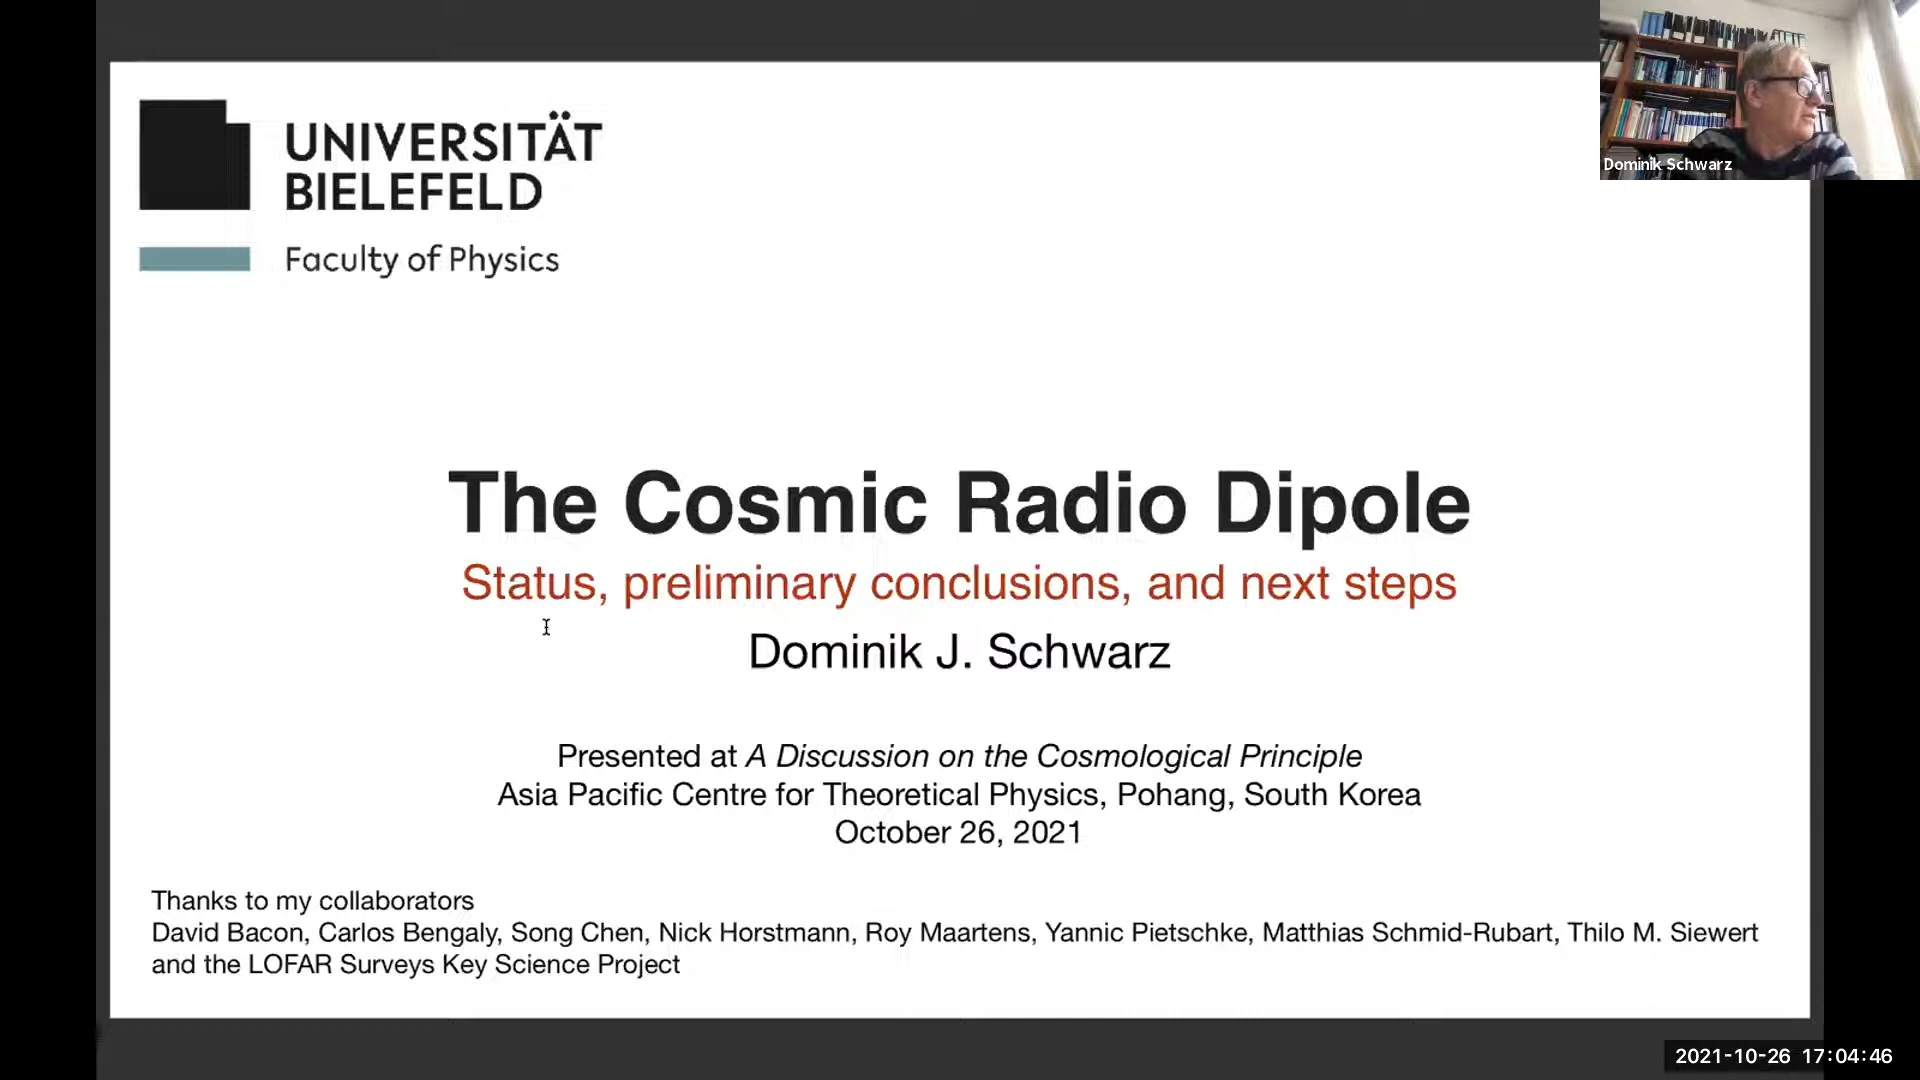 UNIVERSITÄT
BIELEFELD
Faculty of Physics
Dominik Schwarz
The Cosmic Radio Dipole
Status, preliminary conclusions, and next steps
Dominik J. Schwarz
Presented at A Discussion on the Cosmological Principle
Asia Pacific Centre for Theoretical Physics, Pohang, South Korea
October 26, 2021
Thanks to my collaborators
David Bacon, Carlos Bengaly, Song Chen, Nick Horstmann, Roy Maartens, Yannic Pietschke, Matthias Schmid-Rubart, Thilo M. Siewert
and the LOFAR Surveys Key Science Project
2021-10-26 17:04:46